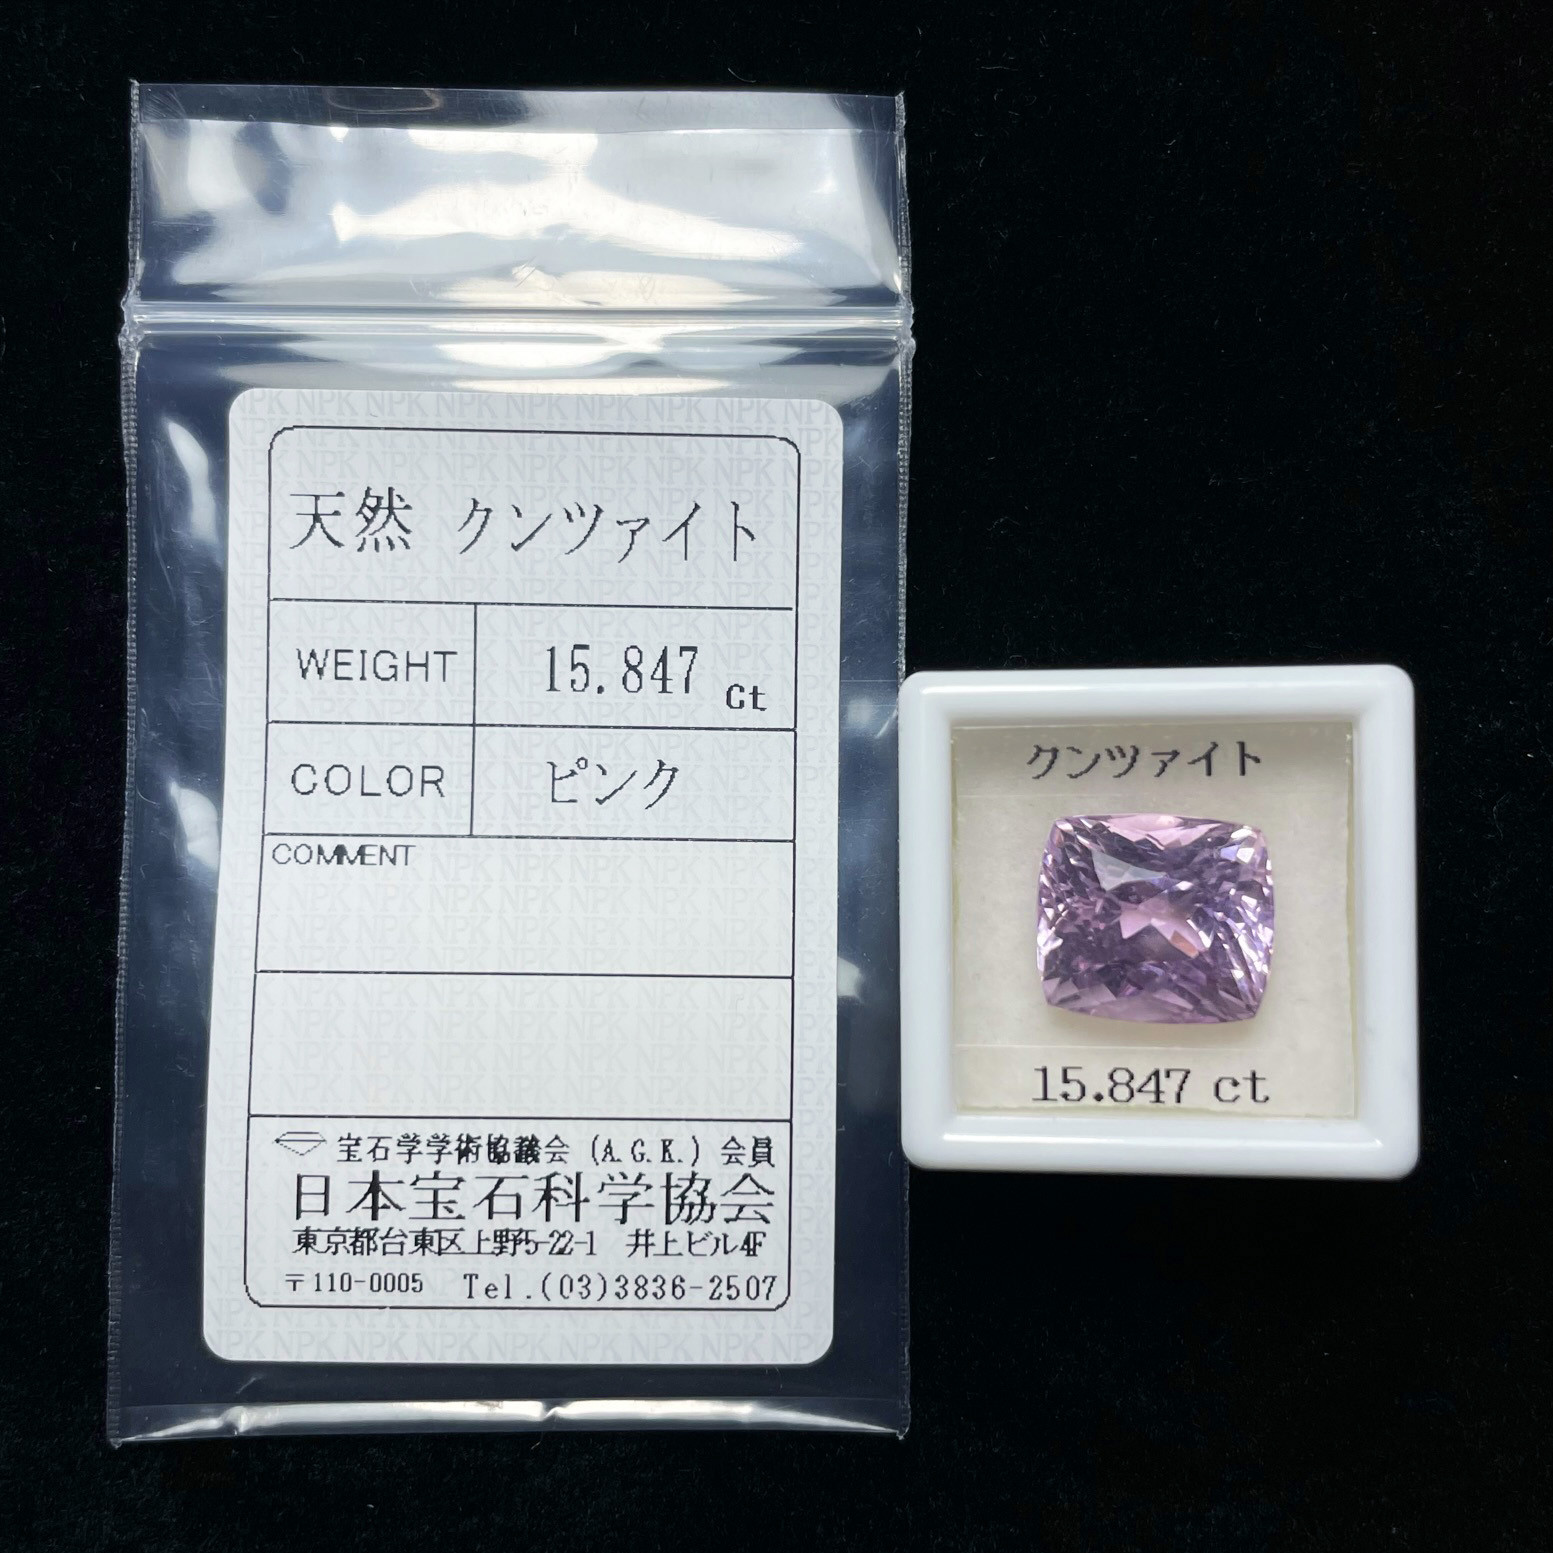 天然 クンツァイト
WEIGHT 15.847 ct
COLOR ピンク
COMMENT
宝石学学術協議会 (A.G.K.) 会員
日本宝石科学協会
東京都台東区上野5-22-1 井上ビル4F
〒110-0005 Tel.(03)3836-2507
クンツァイト
15.847 ct